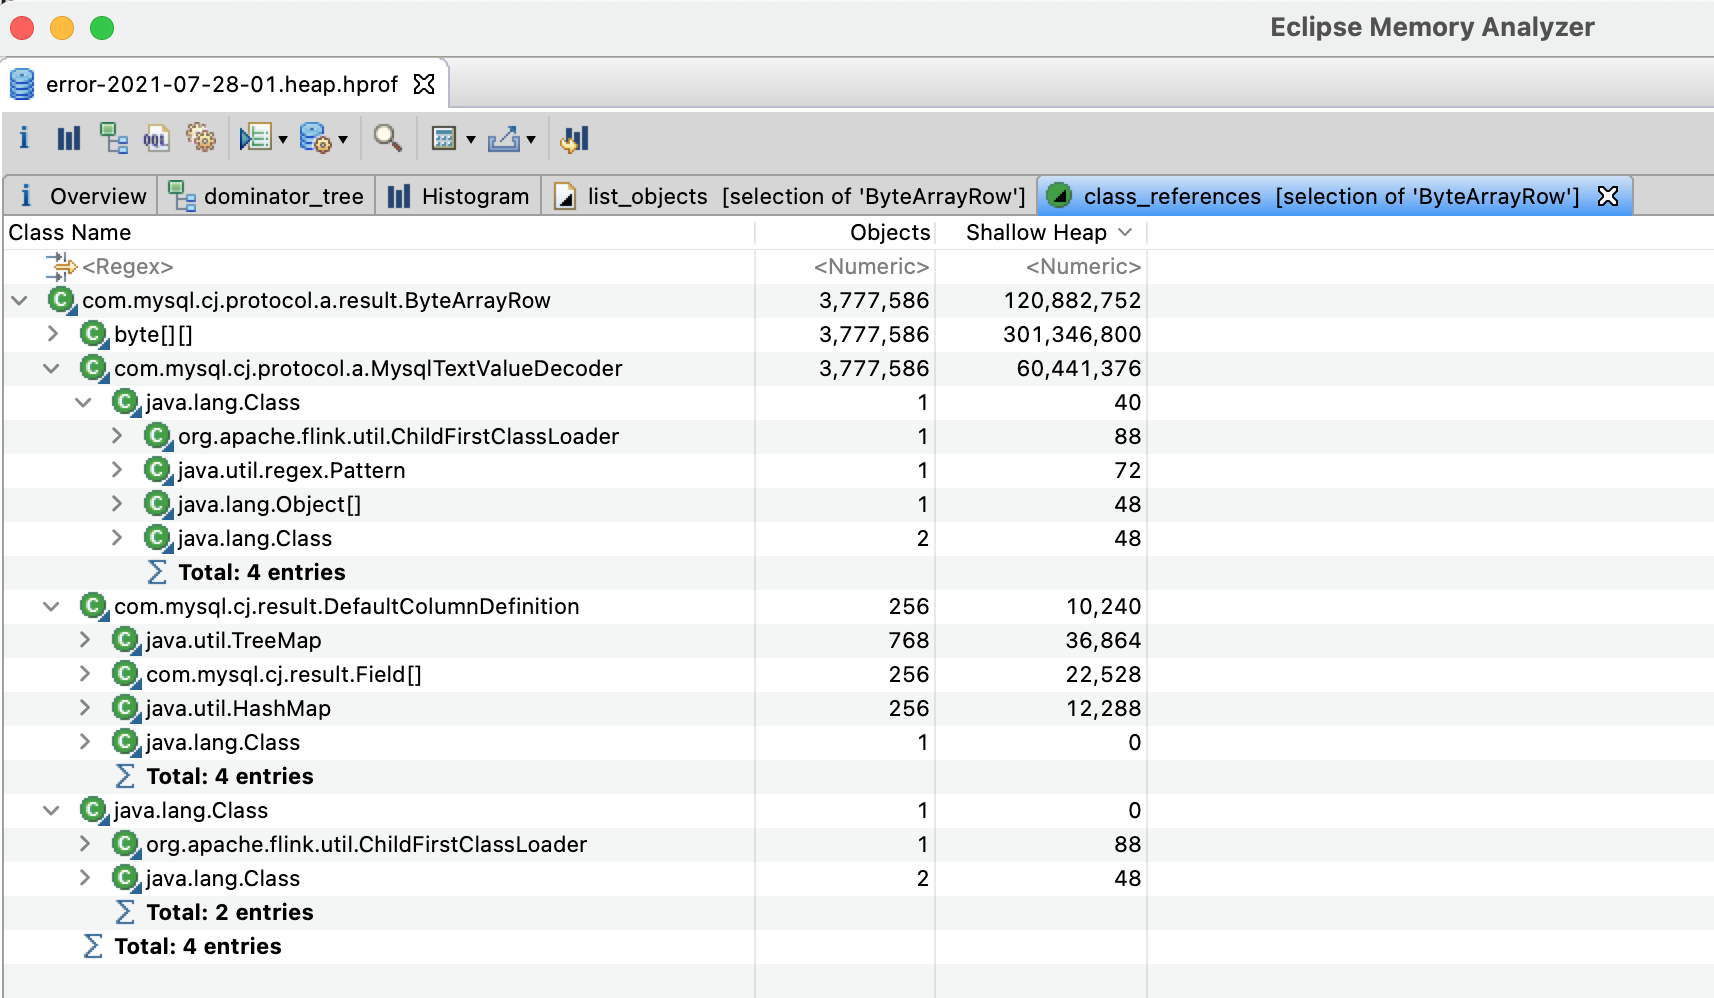 Eclipse Memory Analyzer
error-2021-07-28-01.heap.hprof
i OQL
i Overview dominator_tree Histogram list_objects [selection of 'ByteArrayRow'] class_references [selection of 'ByteArrayRow']
Class Name Objects Shallow Heap
<Regex> <Numeric> <Numeric>
C com.mysql.cj.protocol.a.result.ByteArrayRow 3,777,586 120,882,752
C byte[][] 3,777,586 301,346,800
C com.mysql.cj.protocol.a.MysqlTextValueDecoder 3,777,586 60,441,376
C java.lang.Class 1 40
C org.apache.flink.util.ChildFirstClassLoader 1 88
C java.util.regex.Pattern 1 72
C java.lang.Object[] 1 48
C java.lang.Class 2 48
∑ Total: 4 entries
C com.mysql.cj.result.DefaultColumnDefinition 256 10,240
C java.util.TreeMap 768 36,864
C com.mysql.cj.result.Field[] 256 22,528
C java.util.HashMap 256 12,288
C java.lang.Class 1 0
∑ Total: 4 entries
C java.lang.Class 1 0
C org.apache.flink.util.ChildFirstClassLoader 1 88
C java.lang.Class 2 48
∑ Total: 2 entries
∑ Total: 4 entries